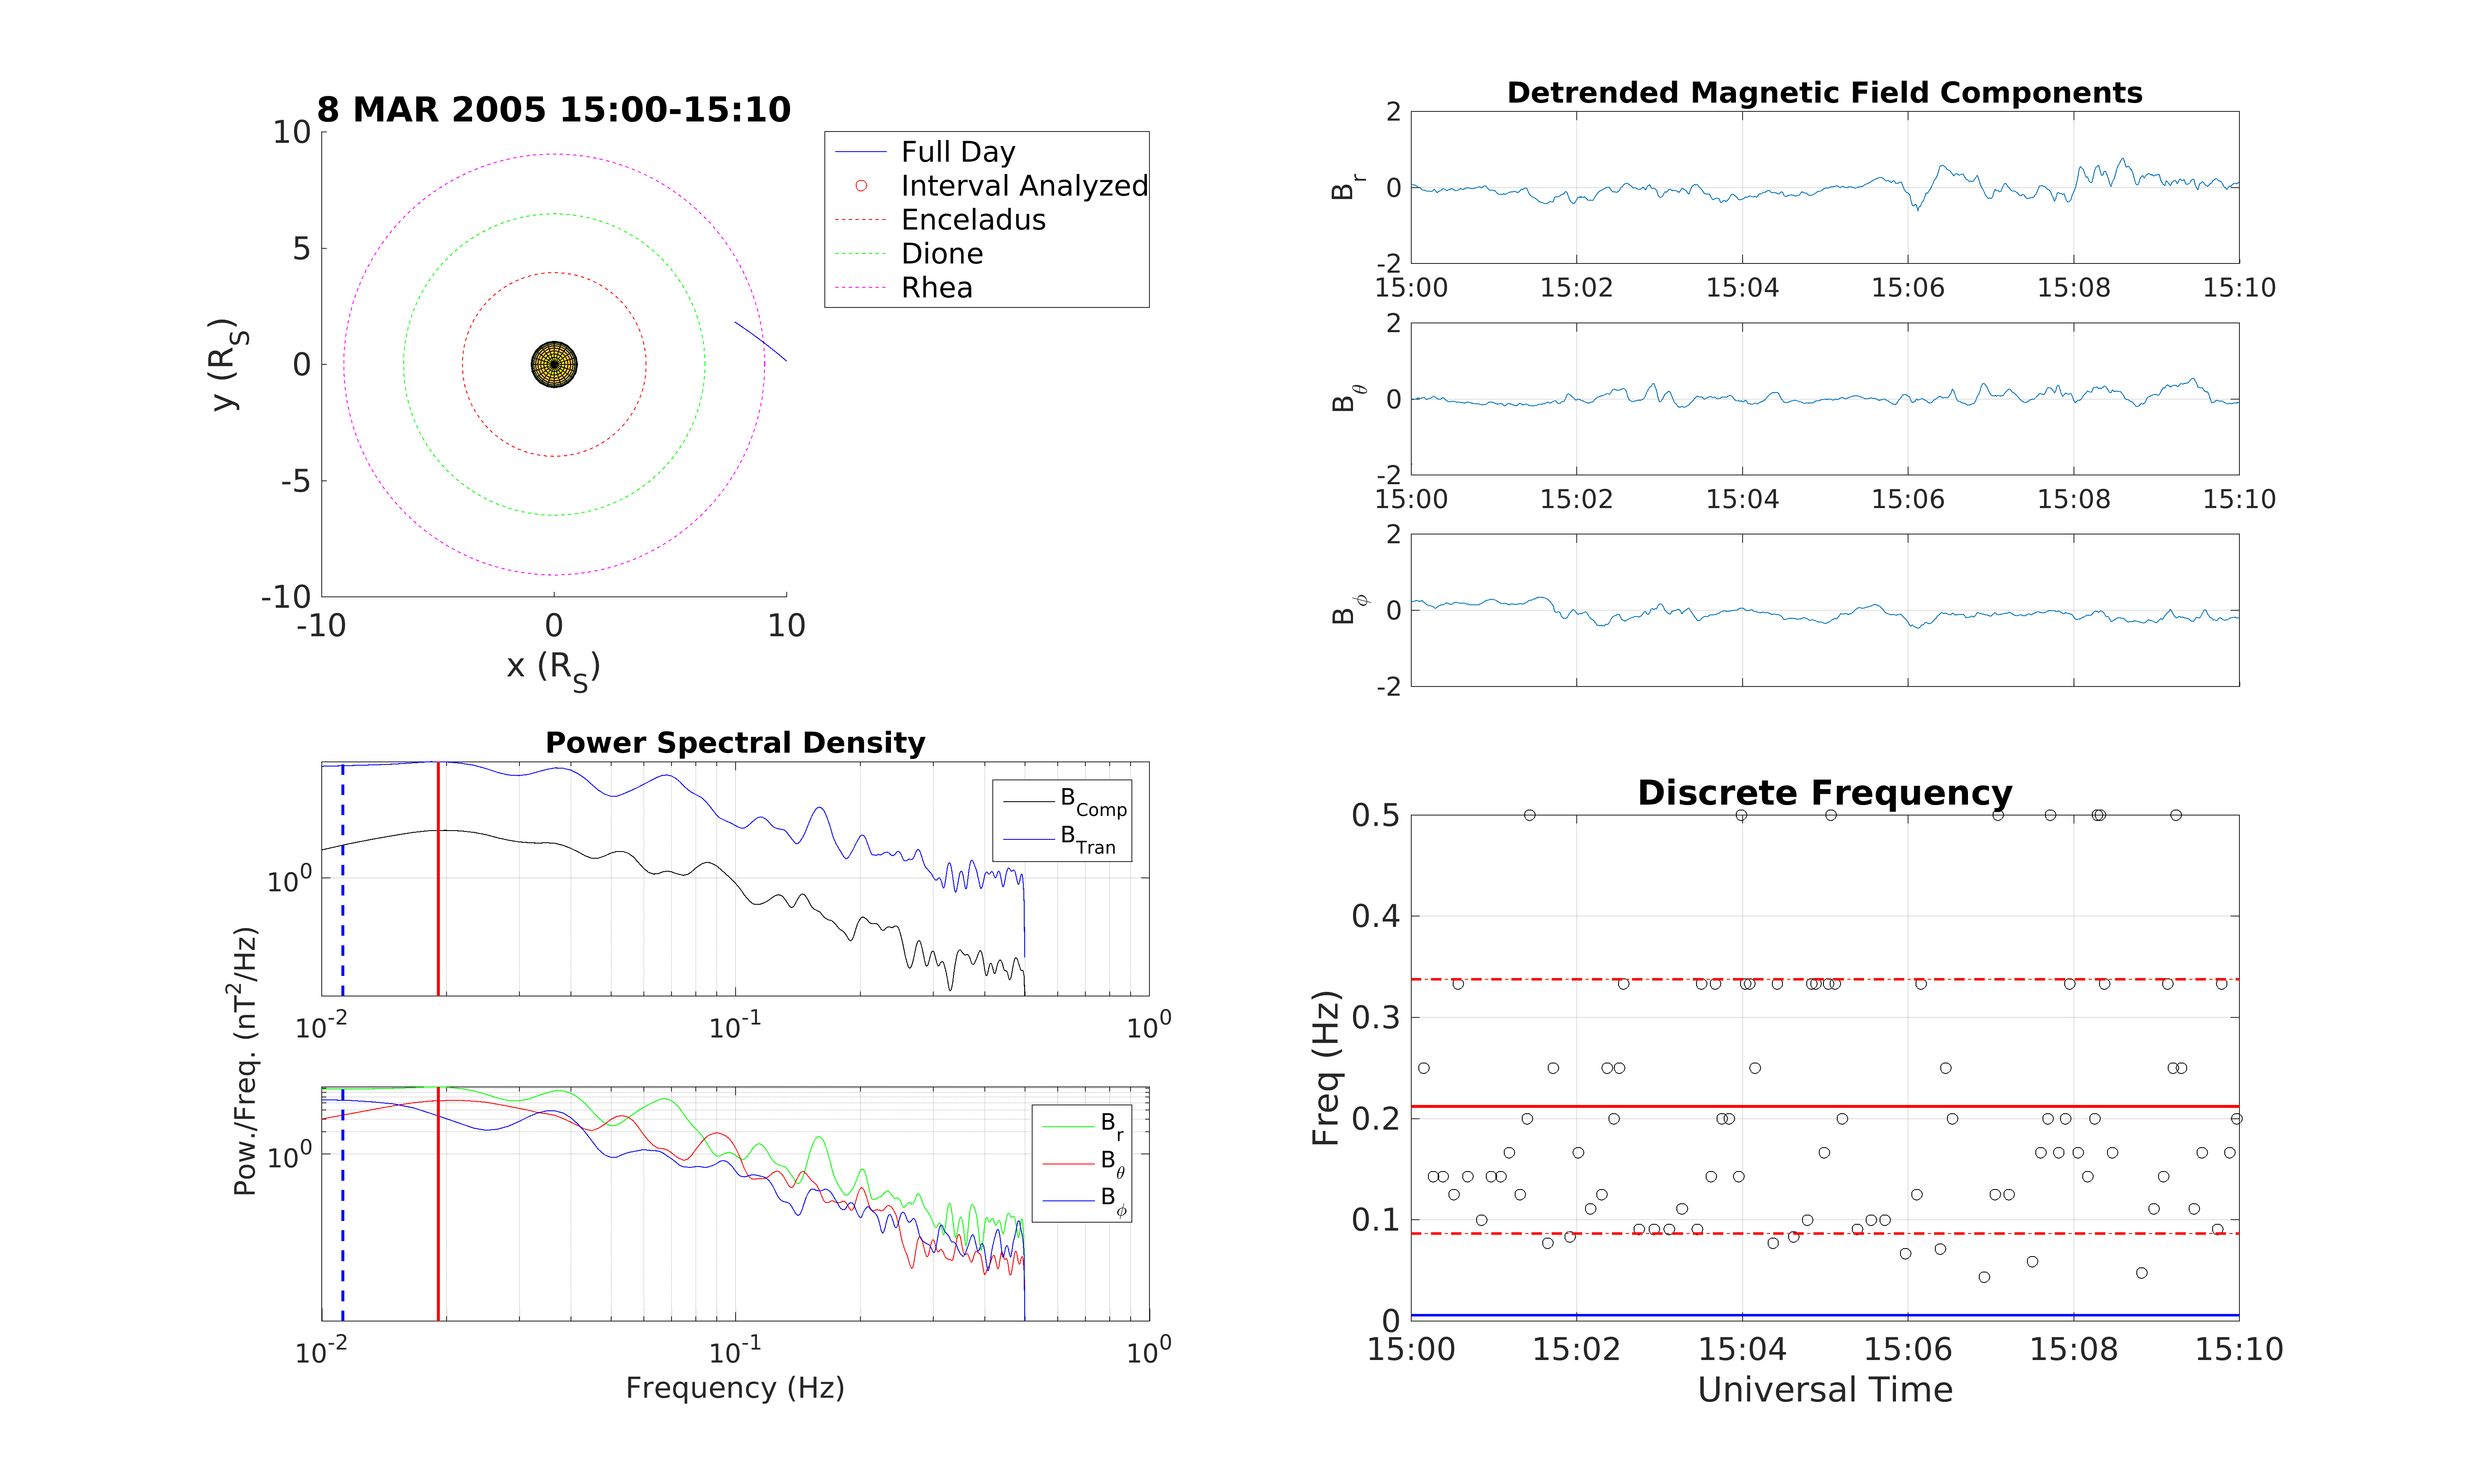 8 MAR 2005 15:00-15:10
10
5
0
-5
-10
-10 0 10
y (R_S)
x (R_S)
Full Day
Interval Analyzed
Enceladus
Dione
Rhea
Detrended Magnetic Field Components
2
0
-2
B_r
15:00 15:02 15:04 15:06 15:08 15:10
2
0
-2
B_θ
15:00 15:02 15:04 15:06 15:08 15:10
2
0
-2
B_ϕ
Power Spectral Density
10^0
B_Comp
B_Tran
10^-2 10^-1 10^0
Pow./Freq. (nT^2/Hz)
10^0
B_r
B_θ
B_ϕ
10^-2 10^-1 10^0
Frequency (Hz)
Discrete Frequency
0.5
0.4
0.3
0.2
0.1
0
Freq (Hz)
15:00 15:02 15:04 15:06 15:08 15:10
Universal Time